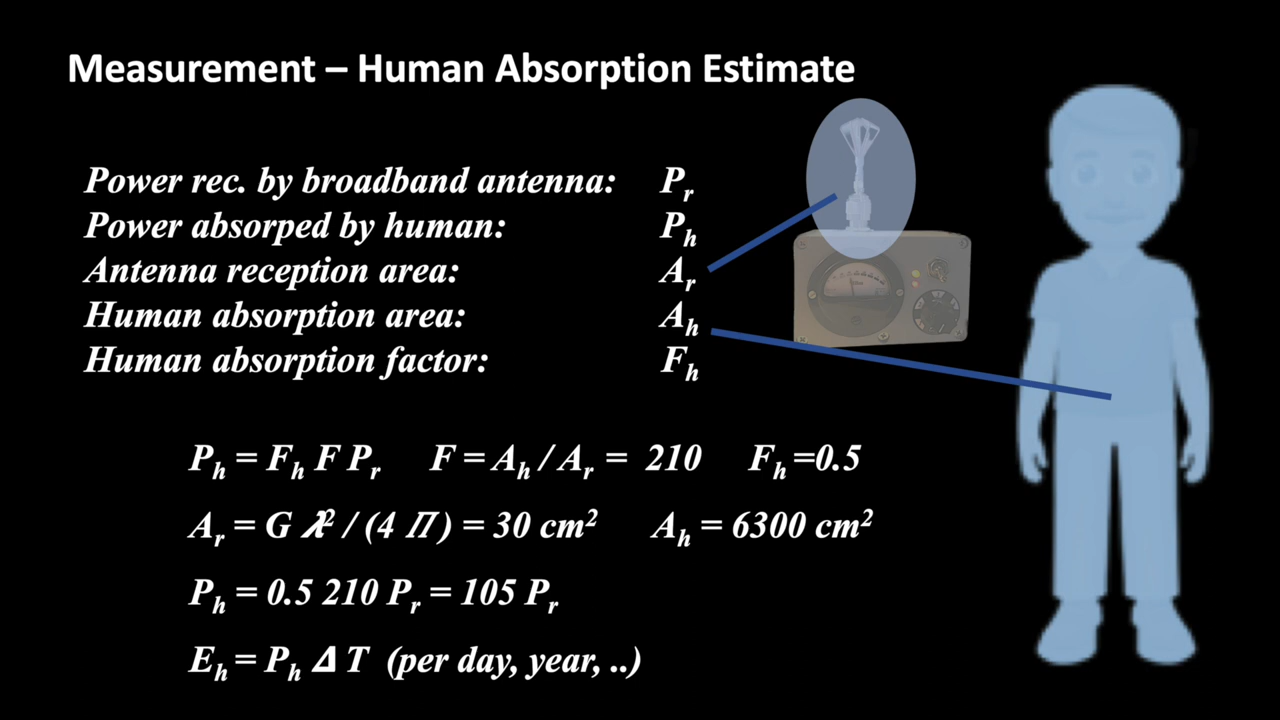 Measurement – Human Absorption Estimate
Power rec. by broadband antenna: Pr
Power absorped by human: Ph
Antenna reception area: Ar
Human absorption area: Ah
Human absorption factor: Fh
Ph = Fh F Pr F = Ah / Ar = 210 Fh =0.5
Ar = G λ² / (4 Π ) = 30 cm² Ah = 6300 cm²
Ph = 0.5 210 Pr = 105 Pr
Eh = Ph Δ T (per day, year, ..)